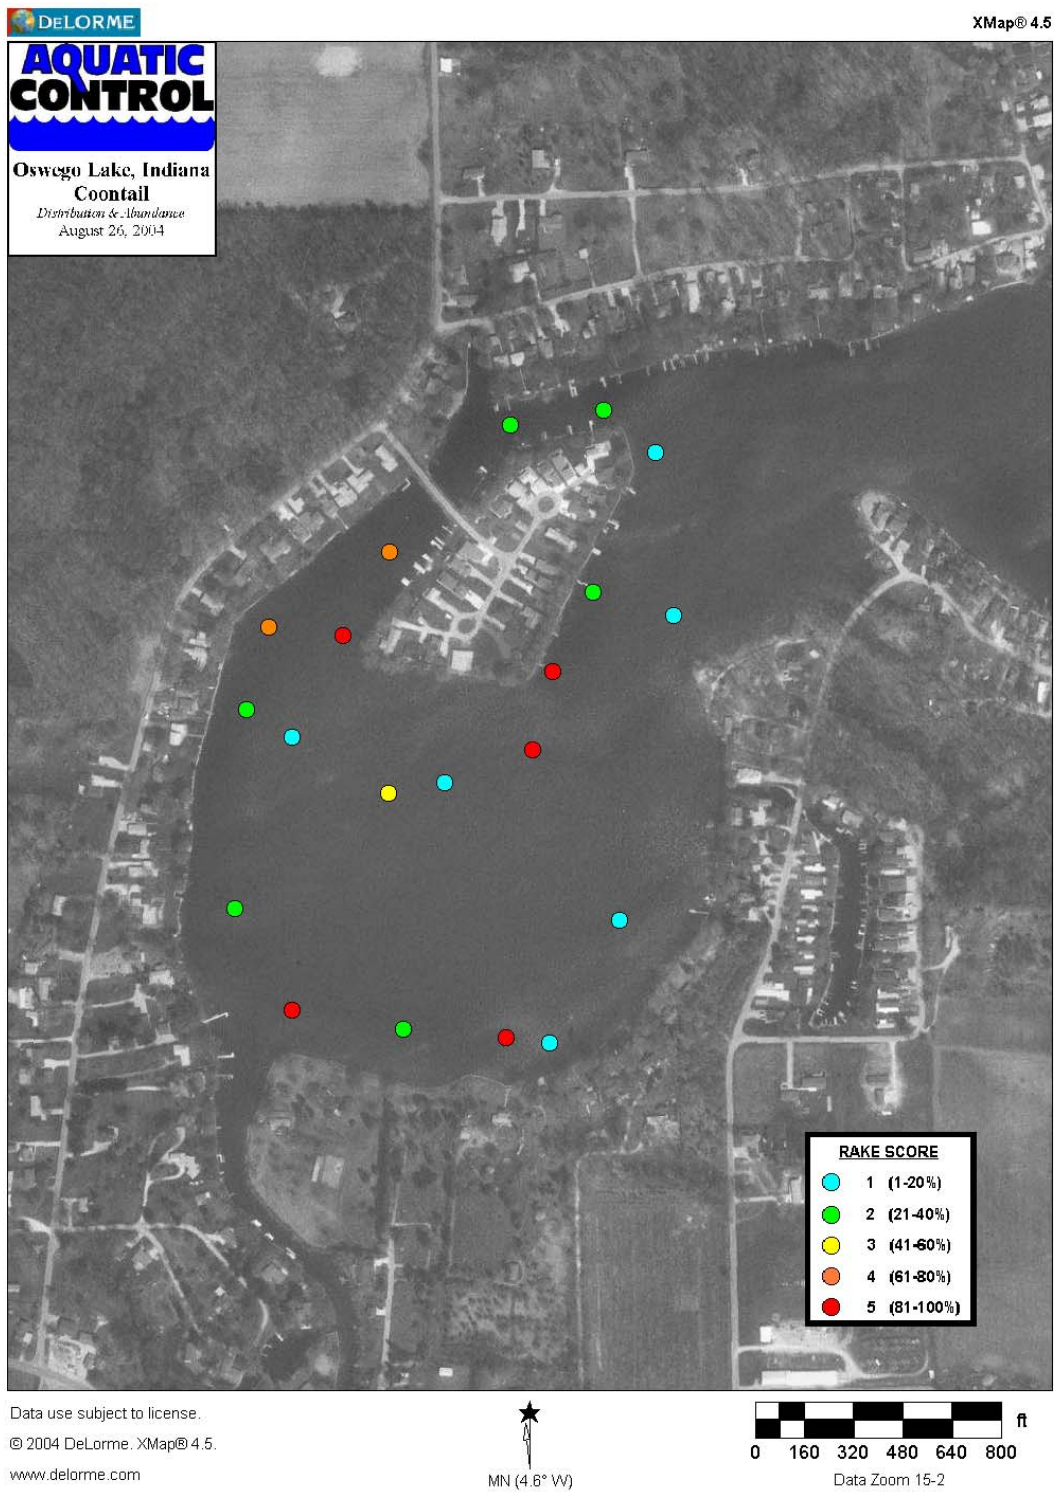 DELORME
XMap® 4.5
AQUATIC
CONTROL
Oswego Lake, Indiana
Coontail
Distribution & Abundance
August 26, 2004
RAKE SCORE
1 (1-20%)
2 (21-40%)
3 (41-60%)
4 (61-80%)
5 (81-100%)
Data use subject to license.
© 2004 DeLorme. XMap® 4.5.
www.delorme.com
MN (4.6° W)
ft
0 160 320 480 640 800
Data Zoom 15-2